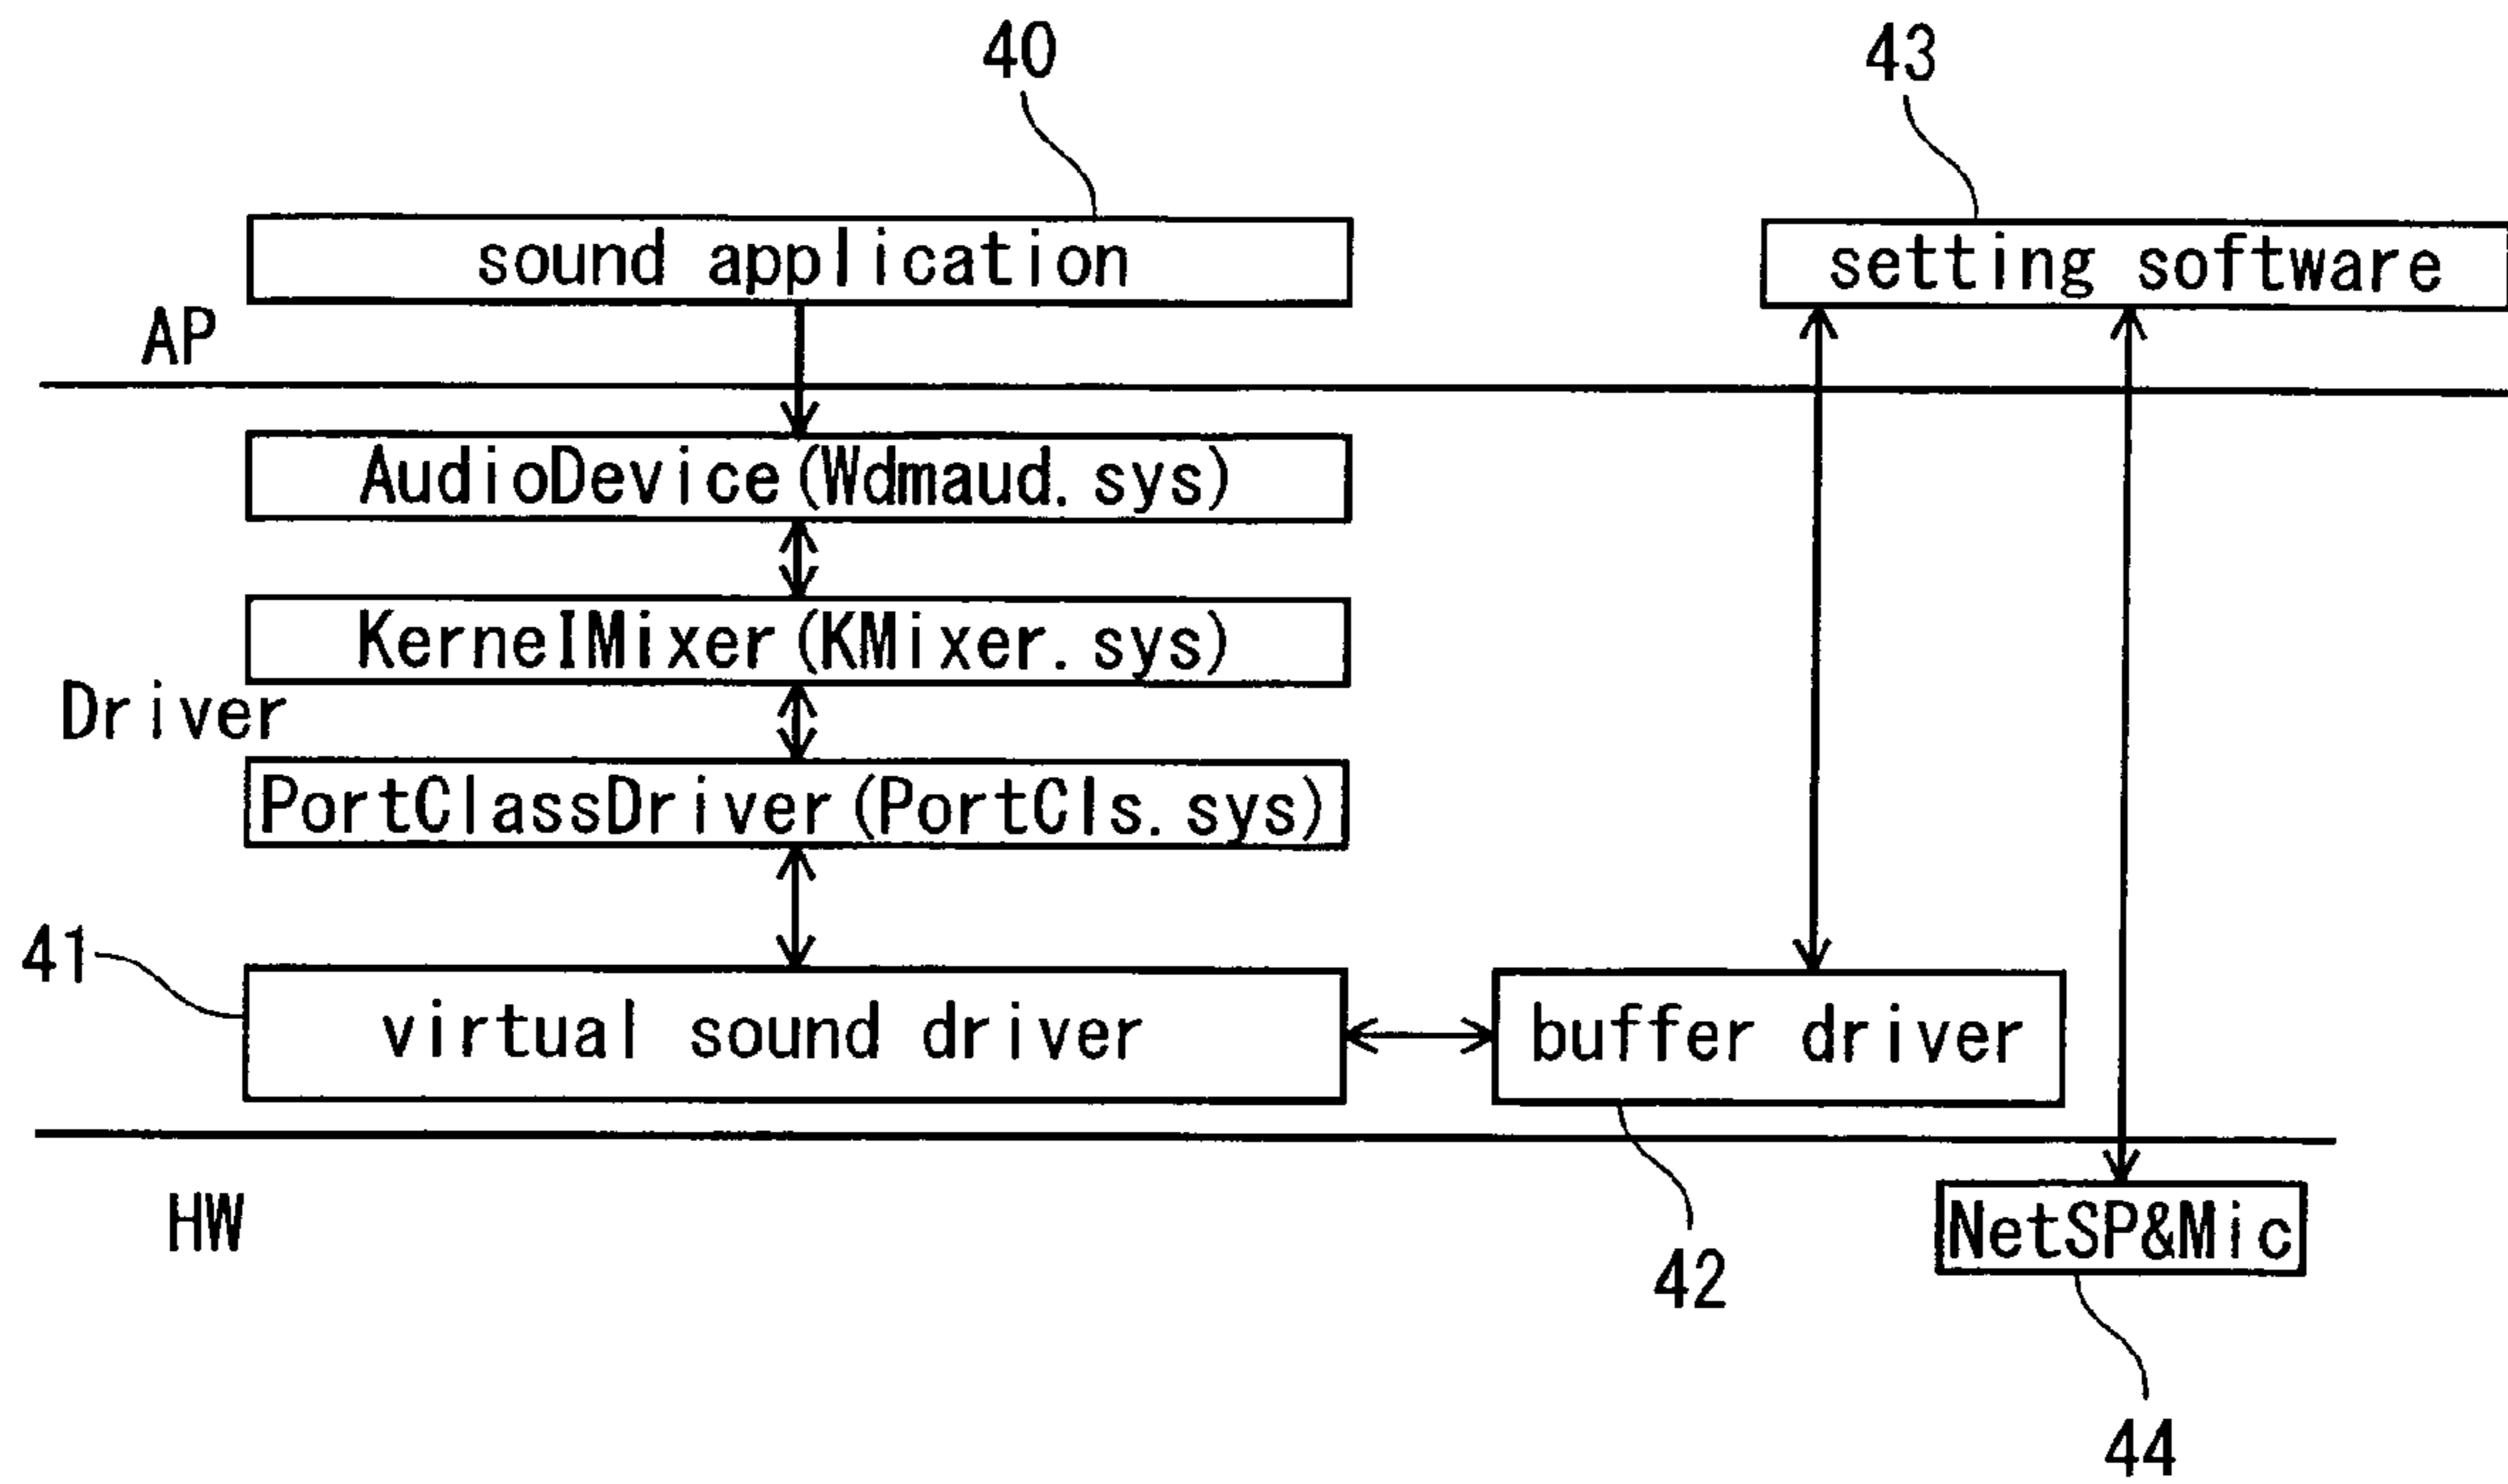 40
43
sound application
setting software
AP
AudioDevice(Wdmaud.sys)
KernelMixer(KMixer.sys)
Driver
PortClassDriver(PortCls.sys)
41
virtual sound driver
buffer driver
HW
NetSP&Mic
42
44